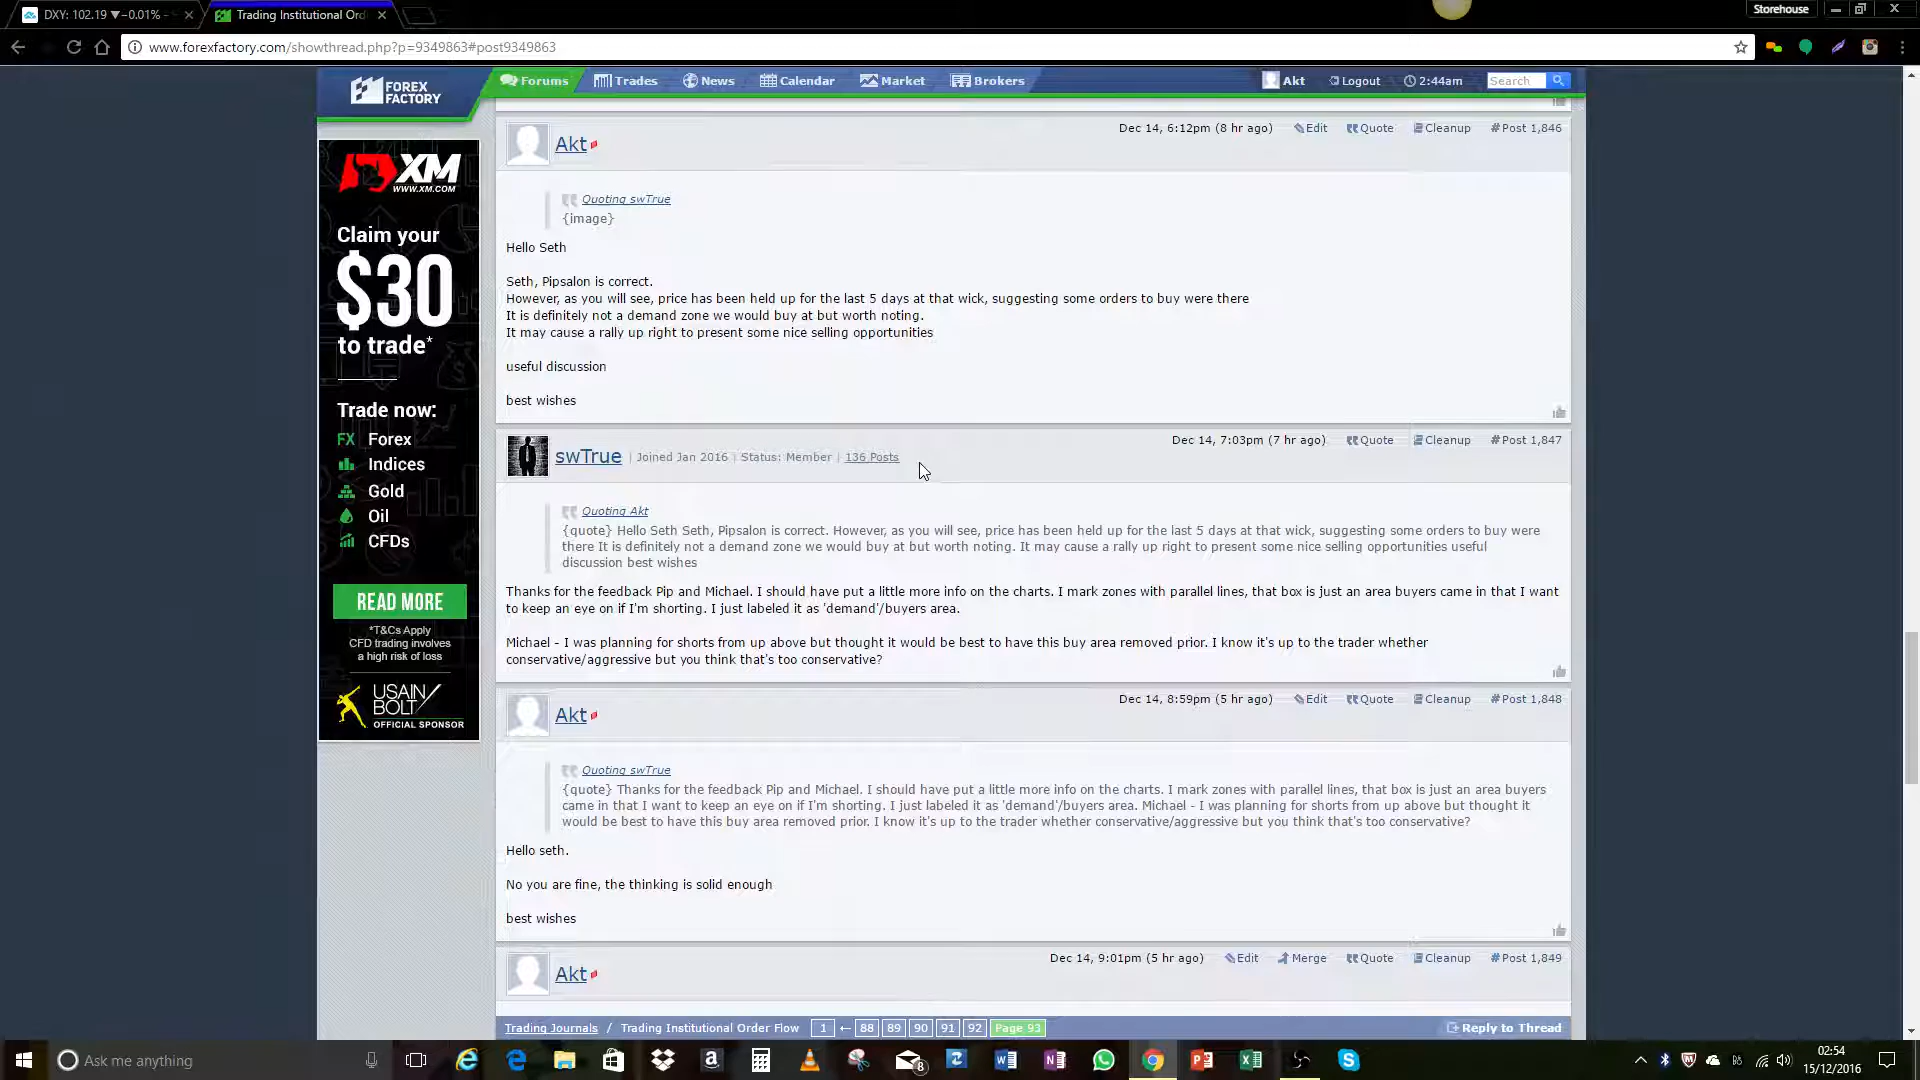 DXY: 102.19 ▼−0.01% -
Trading Institutional Ord
Storehouse
www.forexfactory.com/showthread.php?p=9349863#post9349863
FOREX
FACTORY
Forums
Trades
News
Calendar
Market
Brokers
Akt
Logout
2:44am
Search
Akt
Dec 14, 6:12pm (8 hr ago)
Edit
Quote
Cleanup
#Post 1,846
Quoting swTrue
{image}
Hello Seth
Seth, Pipsalon is correct.
However, as you will see, price has been held up for the last 5 days at that wick, suggesting some orders to buy were there
It is definitely not a demand zone we would buy at but worth noting.
It may cause a rally up right to present some nice selling opportunities
useful discussion
best wishes
XM
WWW.XM.COM
Claim your
$30
to trade*
Trade now:
FX Forex
Indices
Gold
Oil
CFDs
READ MORE
*T&Cs Apply
CFD trading involves
a high risk of loss
USAIN
BOLT
OFFICIAL SPONSOR
swTrue | Joined Jan 2016 | Status: Member | 136 Posts
Dec 14, 7:03pm (7 hr ago)
Quote
Cleanup
#Post 1,847
Quoting Akt
{quote} Hello Seth Seth, Pipsalon is correct. However, as you will see, price has been held up for the last 5 days at that wick, suggesting some orders to buy were
there It is definitely not a demand zone we would buy at but worth noting. It may cause a rally up right to present some nice selling opportunities useful
discussion best wishes
Thanks for the feedback Pip and Michael. I should have put a little more info on the charts. I mark zones with parallel lines, that box is just an area buyers came in that I want
to keep an eye on if I'm shorting. I just labeled it as 'demand'/buyers area.
Michael - I was planning for shorts from up above but thought it would be best to have this buy area removed prior. I know it's up to the trader whether
conservative/aggressive but you think that's too conservative?
Akt
Dec 14, 8:59pm (5 hr ago)
Edit
Quote
Cleanup
#Post 1,848
Quoting swTrue
{quote} Thanks for the feedback Pip and Michael. I should have put a little more info on the charts. I mark zones with parallel lines, that box is just an area buyers
came in that I want to keep an eye on if I'm shorting. I just labeled it as 'demand'/buyers area. Michael - I was planning for shorts from up above but thought it
would be best to have this buy area removed prior. I know it's up to the trader whether conservative/aggressive but you think that's too conservative?
Hello seth.
No you are fine, the thinking is solid enough
best wishes
Akt
Dec 14, 9:01pm (5 hr ago)
Edit
Merge
Quote
Cleanup
#Post 1,849
Trading Journals / Trading Institutional Order Flow 1 ← 88 89 90 91 92 Page 93
Reply to Thread
Ask me anything
8
02:54
15/12/2016